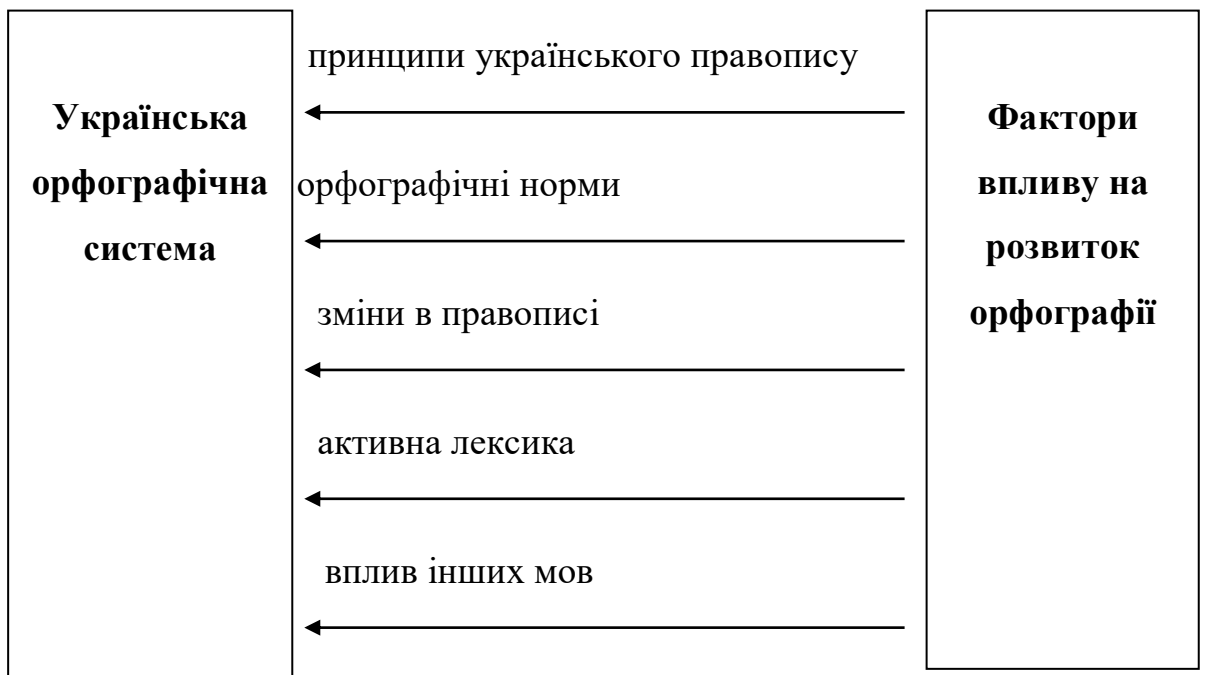 Українська
орфографічна
система
принципи українського правопису
орфографічні норми
зміни в правописі
активна лексика
вплив інших мов
Фактори
впливу на
розвиток
орфографії